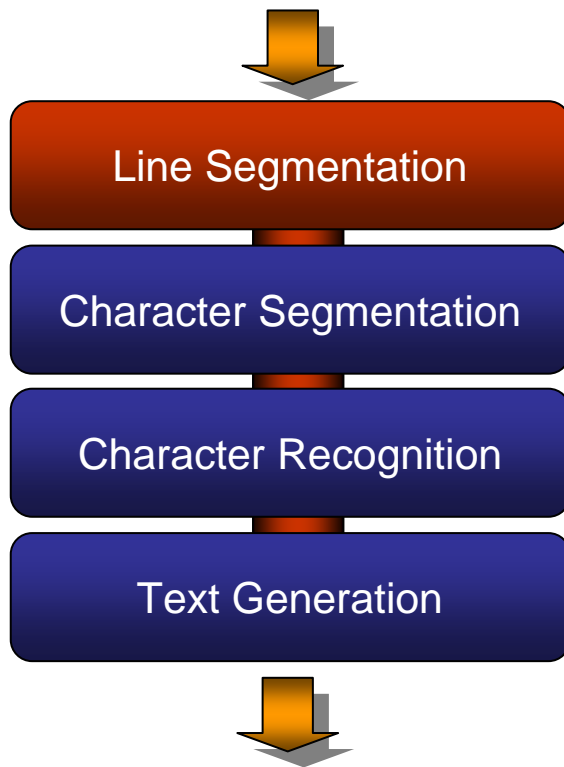 Line Segmentation
Character Segmentation
Character Recognition
Text Generation